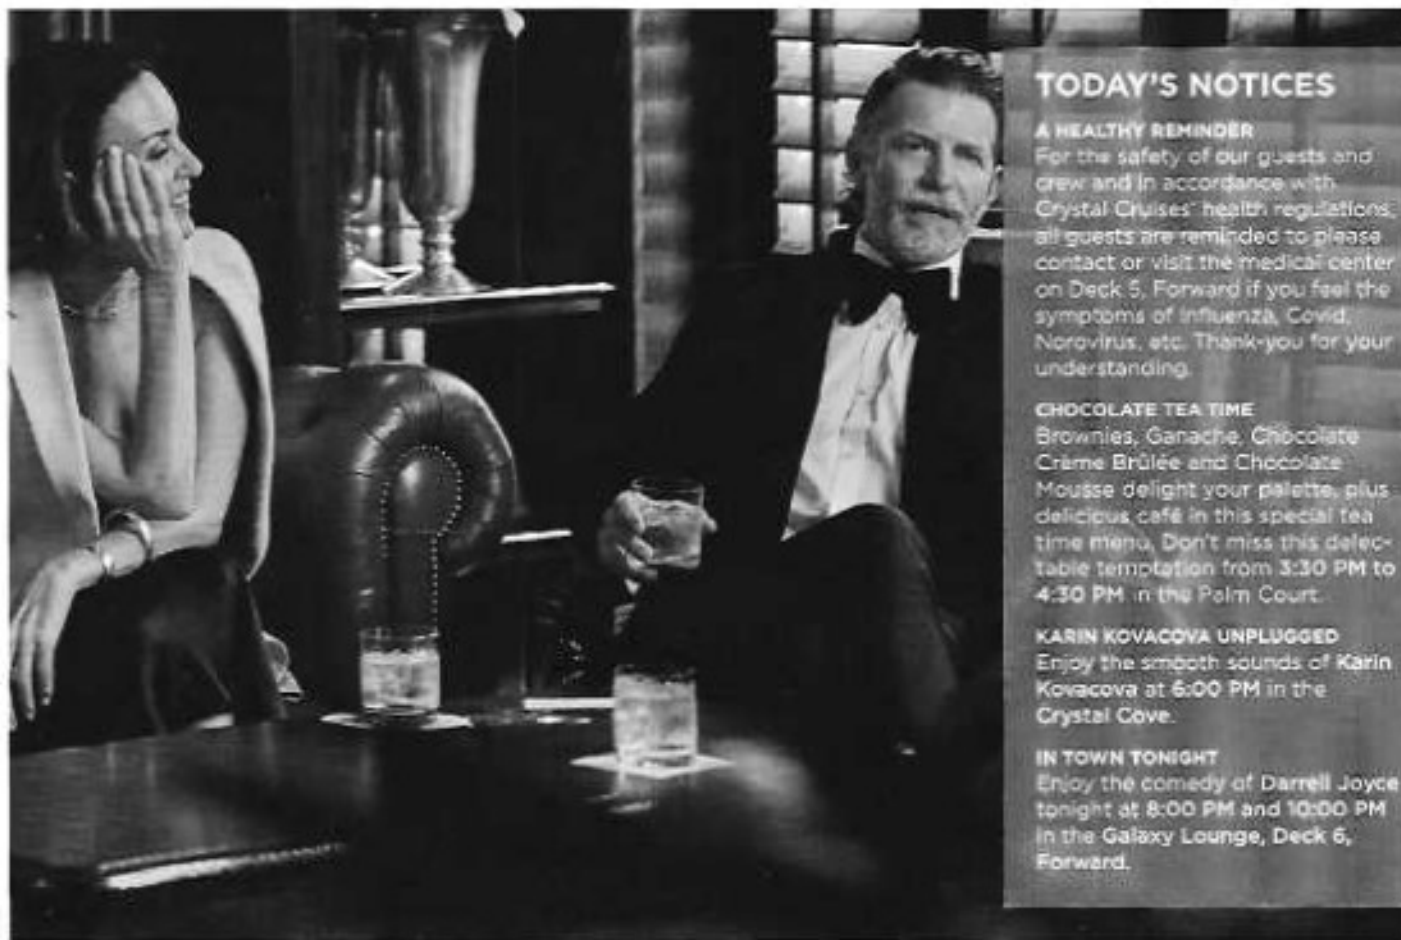 TODAY'S NOTICES
A HEALTHY REMINDER
For the safety of our guests and
crew and in accordance with
Crystal Cruises' health regulations,
all guests are reminded to please
contact or visit the medical center
on Deck 5, Forward if you feel the
symptoms of Influenza, Covid,
Norovirus, etc. Thank-you for your
understanding.
CHOCOLATE TEA TIME
Brownies, Ganache, Chocolate
Crème Brûlée and Chocolate
Mousse delight your palette, plus
delicious café in this special tea
time menu. Don't miss this delec-
table temptation from 3:30 PM to
4:30 PM in the Palm Court.
KARIN KOVACOVA UNPLUGGED
Enjoy the smooth sounds of Karin
Kovacova at 6:00 PM in the
Crystal Cove.
IN TOWN TONIGHT
Enjoy the comedy of Darrell Joyce
tonight at 8:00 PM and 10:00 PM
in the Galaxy Lounge, Deck 6,
Forward.